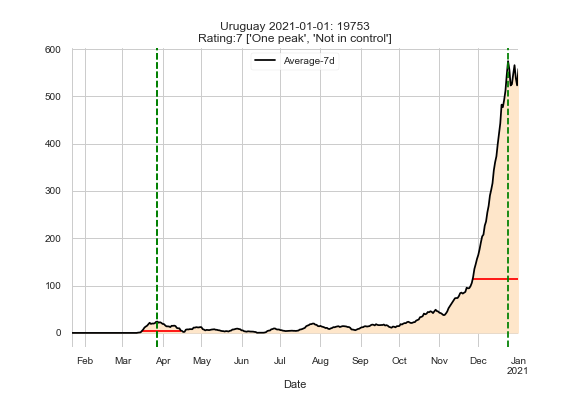 Uruguay 2021-01-01: 19753
Rating:7 ['One peak', 'Not in control']
Average-7d
600
500
400
300
200
100
0
Feb Mar Apr May Jun Jul Aug Sep Oct Nov Dec Jan
2021
Date